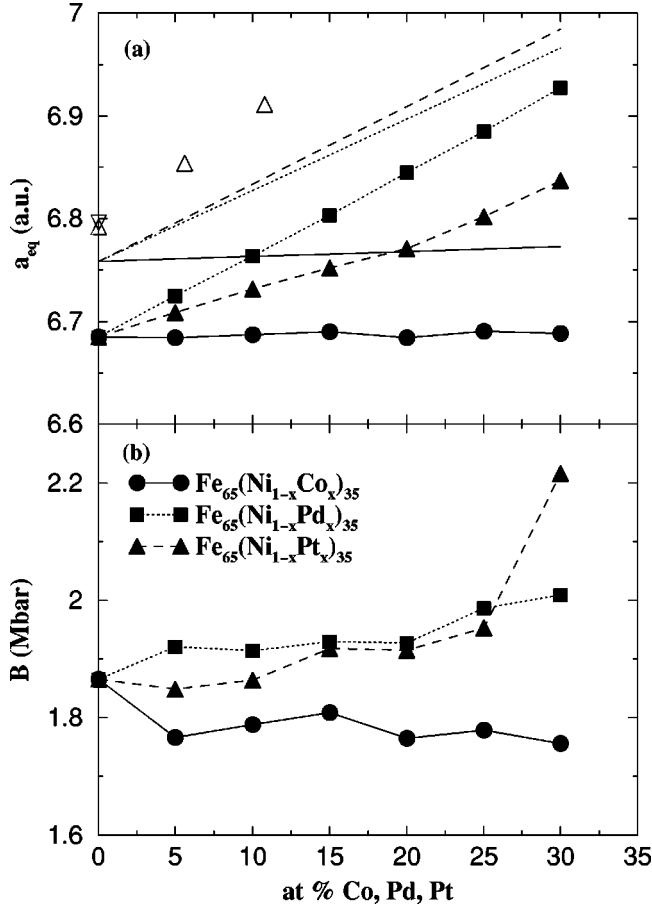 7
(a)
6.9
6.8
6.7
6.6
a_eq (a.u.)
(b)
Fe₆₅(Ni₁₋ₓCoₓ)₃₅
Fe₆₅(Ni₁₋ₓPdₓ)₃₅
Fe₆₅(Ni₁₋ₓPtₓ)₃₅
2.2
2
1.8
1.6
B (Mbar)
0 5 10 15 20 25 30 35
at % Co, Pd, Pt